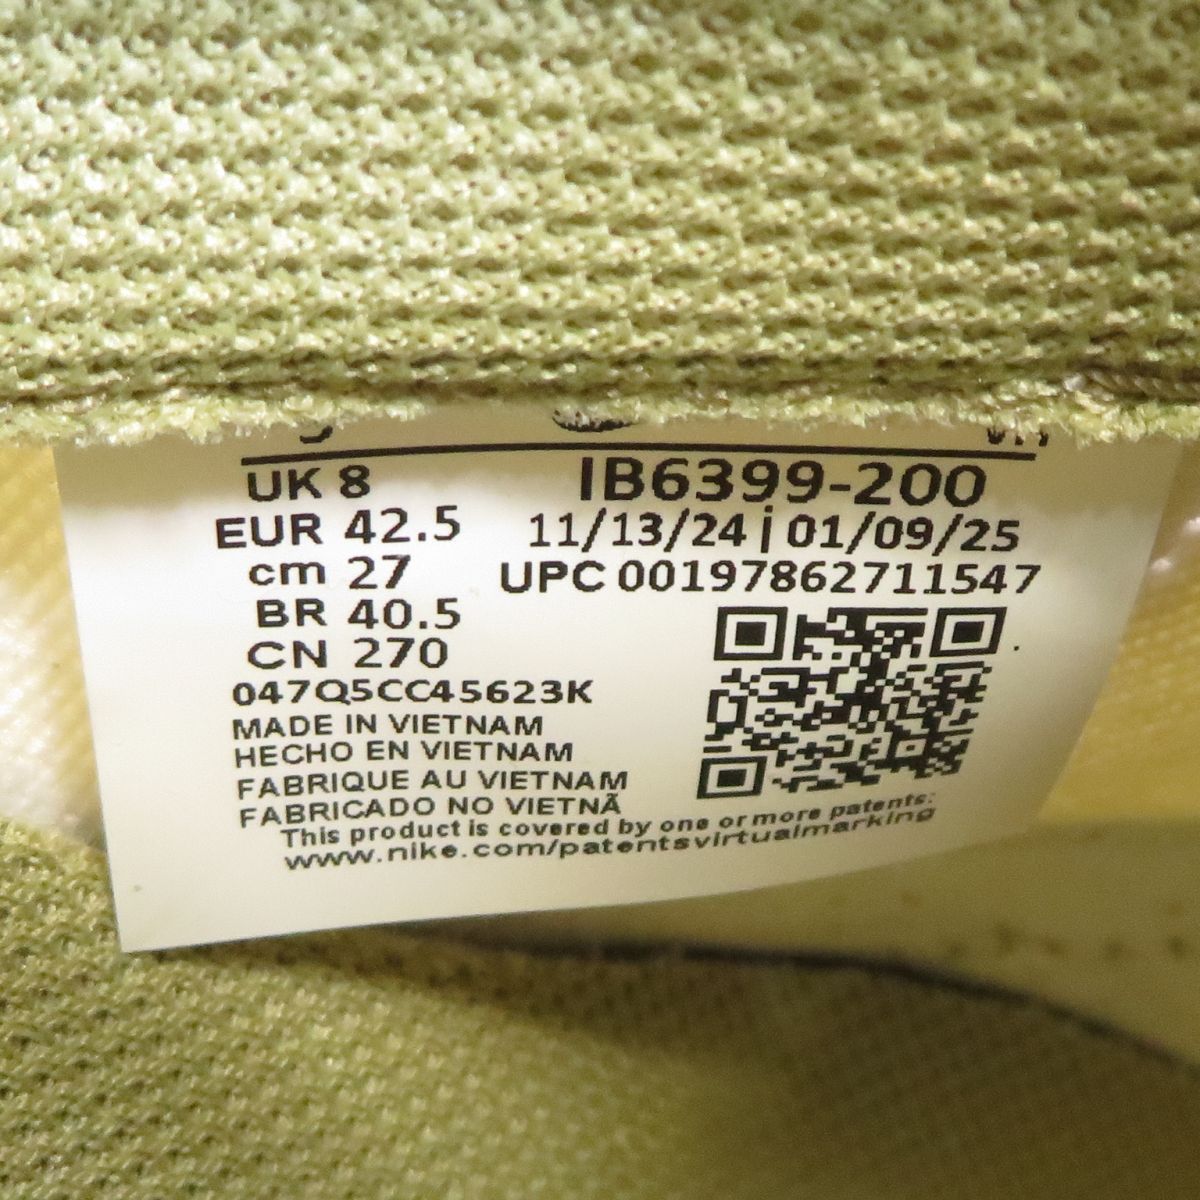 UK 8 IB6399-200
EUR 42.5 11/13/24 | 01/09/25
cm 27 UPC 00197862711547
BR 40.5
CN 270
047Q5CC45623K
MADE IN VIETNAM
HECHO EN VIETNAM
FABRIQUE AU VIETNAM
FABRICADO NO VIETNÃ
This product is covered by one or more patents:
www.nike.com/patentsvirtualmarking